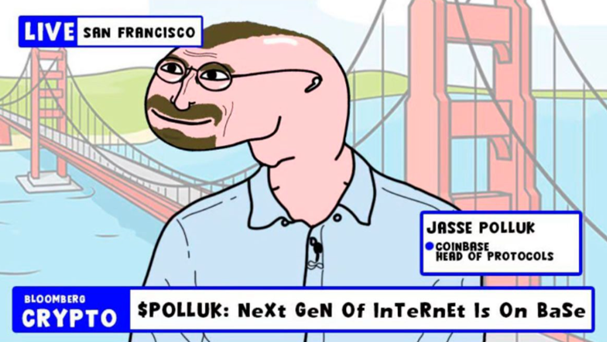 LIVE SAN FRANCISCO
JASSE POLLUK
COINBASE
HEAD OF PROTOCOLS
BLOOMBERG
CRYPTO
$POLLUK: NeXt GeN Of InTeRnEt Is On BaSe